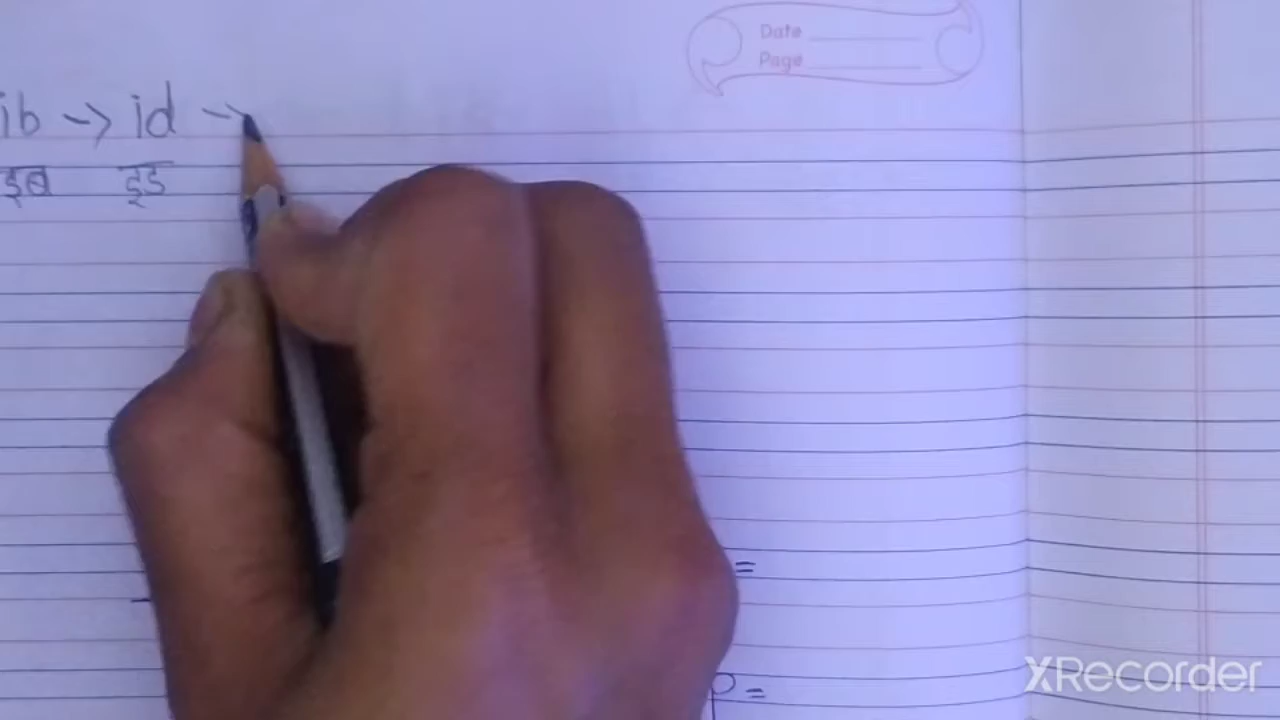 Date
Page
ib -> id ->
इब इड
=
p =
XRecorder